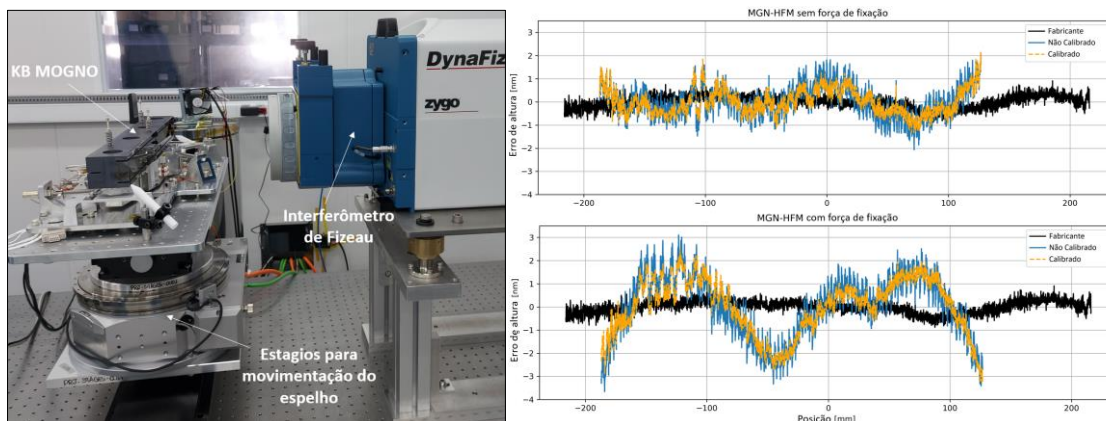 KB MOGNO
DynaFiz
zygo
Interferômetro
de Fizeau
Estagios para
movimentação do
espelho
MGN-HFM sem força de fixação
Erro de altura [nm]
3
2
1
0
−1
−2
−3
−4
−200
−100
0
100
200
Fabricante
Não Calibrado
Calibrado
MGN-HFM com força de fixação
Erro de altura [nm]
3
2
1
0
−1
−2
−3
−4
−200
−100
0
100
200
Posição [mm]
Fabricante
Não Calibrado
Calibrado